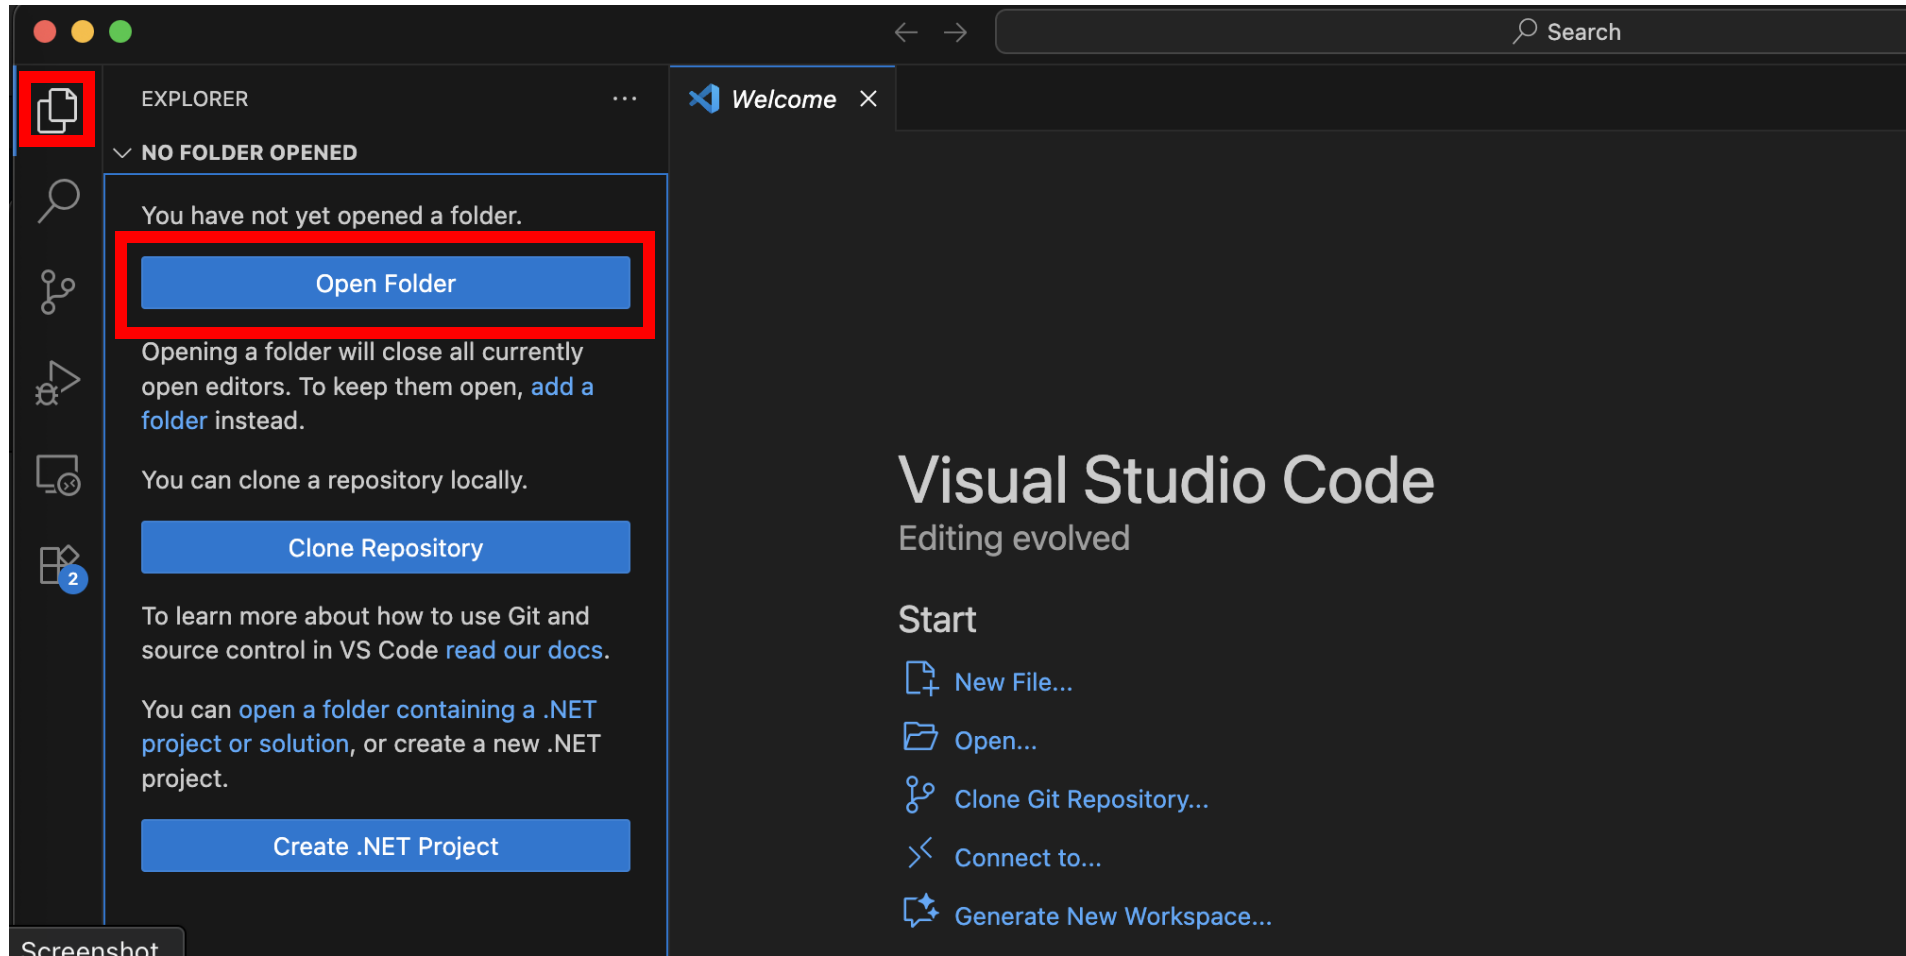 Search
EXPLORER
Welcome
NO FOLDER OPENED
You have not yet opened a folder.
Open Folder
Opening a folder will close all currently
open editors. To keep them open, add a
folder instead.
You can clone a repository locally.
Clone Repository
To learn more about how to use Git and
source control in VS Code read our docs.
You can open a folder containing a .NET
project or solution, or create a new .NET
project.
Create .NET Project
2
Visual Studio Code
Editing evolved
Start
New File...
Open...
Clone Git Repository...
Connect to...
Generate New Workspace...
Screenshot